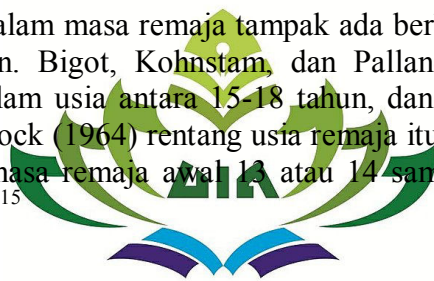 alam masa remaja tampak ada ber
n. Bigot, Kohnstam, dan Pallan
lam usia antara 15-18 tahun, dan
ock (1964) rentang usia remaja itu
masa remaja awal 13 atau 14 sam
15